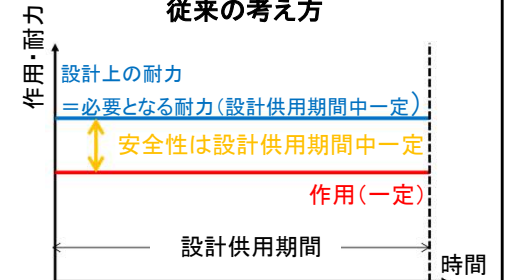 従来の考え方
作用・耐力
設計上の耐力
＝必要となる耐力（設計供用期間中一定）
安全性は設計供用期間中一定
作用（一定）
設計供用期間
時間